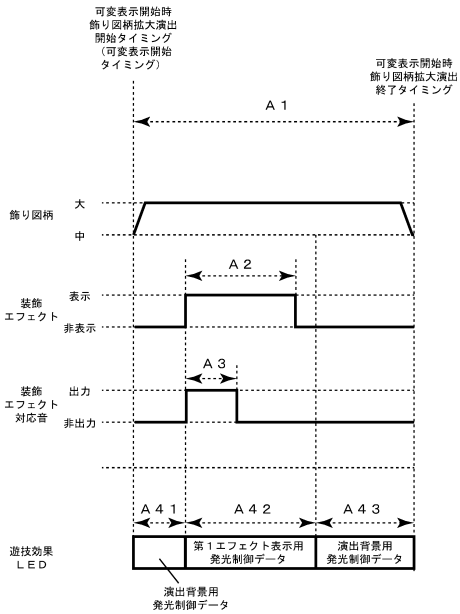 可変表示開始時
飾り図柄拡大演出
開始タイミング
（可変表示開始
タイミング）
可変表示開始時
飾り図柄拡大演出
終了タイミング
Ａ１
飾り図柄
大
中
Ａ２
装飾
エフェクト
表示
非表示
Ａ３
装飾
エフェクト
対応音
出力
非出力
Ａ４１
Ａ４２
Ａ４３
遊技効果
ＬＥＤ
第１エフェクト表示用
発光制御データ
演出背景用
発光制御データ
演出背景用
発光制御データ